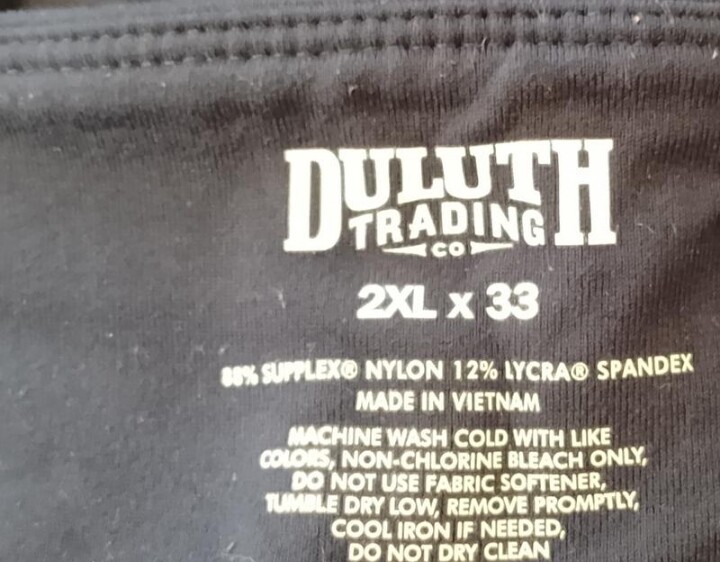 DULUTH
TRADING
CO
2XL x 33
88% SUPPLEX® NYLON 12% LYCRA® SPANDEX
MADE IN VIETNAM
MACHINE WASH COLD WITH LIKE
COLORS, NON-CHLORINE BLEACH ONLY,
DO NOT USE FABRIC SOFTENER,
TUMBLE DRY LOW, REMOVE PROMPTLY,
COOL IRON IF NEEDED,
DO NOT DRY CLEAN